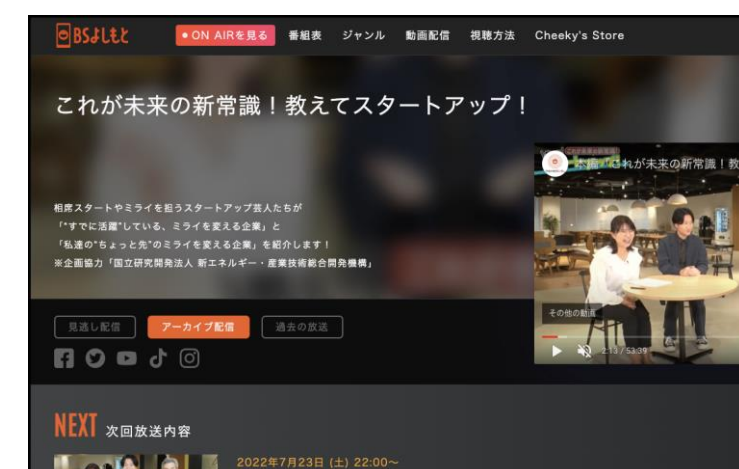 BSよしもと
● ON AIRを見る 番組表 ジャンル 動画配信 視聴方法 Cheeky's Store
これが未来の新常識！教えてスタートアップ！
相席スタートやミライを担うスタートアップ芸人たちが
「"すでに活躍"している、ミライを変える企業」と
「私達の"ちょっと先"のミライを変える企業」を紹介します！
※企画協力「国立研究開発法人 新エネルギー・産業技術総合開発機構」
これが未来の新常識！教
その他の動画
2:13 / 53:39
見逃し配信 アーカイブ配信 過去の放送
NEXT 次回放送内容
2022年7月23日 (土) 22:00〜